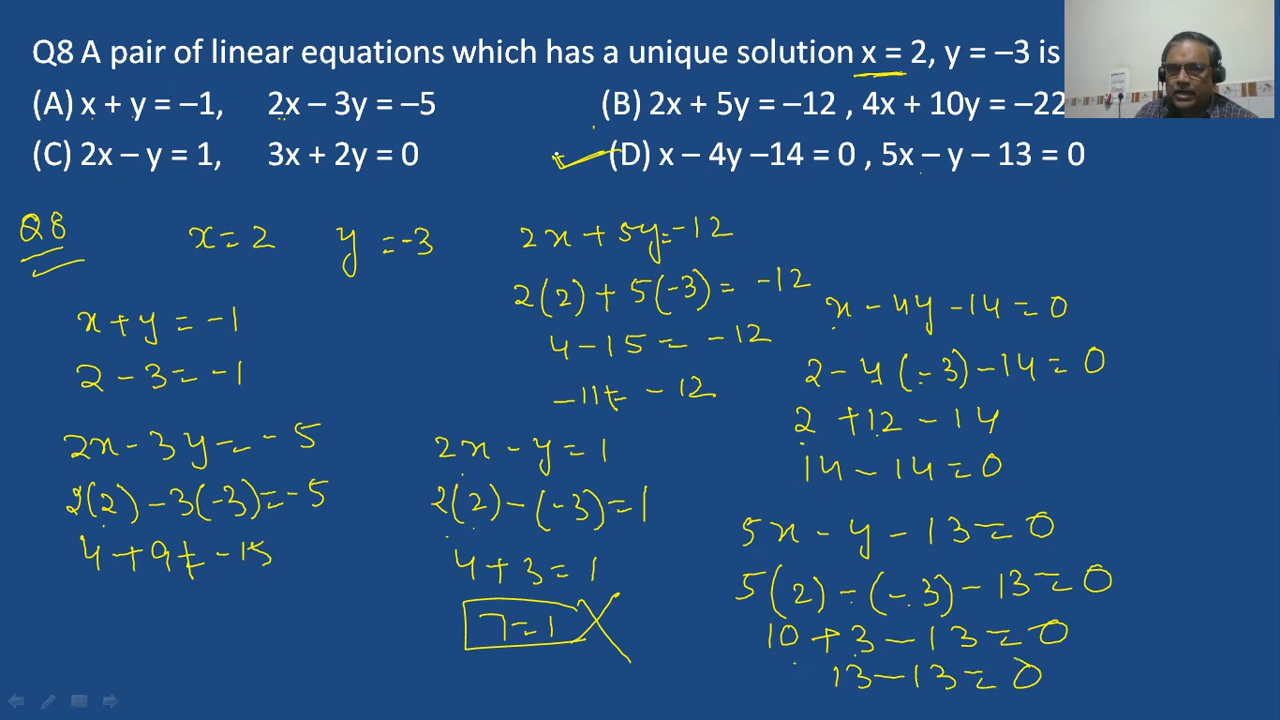 Q8 A pair of linear equations which has a unique solution x = 2, y = –3 is
(A) x + y = –1, 2x – 3y = –5
(B) 2x + 5y = –12 , 4x + 10y = –22
(C) 2x – y = 1, 3x + 2y = 0
(D) x – 4y –14 = 0 , 5x – y – 13 = 0
Q8
x = 2 y = -3
x + y = -1
2 - 3 = -1
2x - 3y = -5
2(2) - 3(-3) = -5
4 + 9 ≠ -15
2x + 5y = -12
2(2) + 5(-3) = -12
4 - 15 = -12
-11 ≠ -12
2x - y = 1
2(2) - (-3) = 1
4 + 3 = 1
7 = 1
x - 4y - 14 = 0
2 - 4(-3) - 14 = 0
2 + 12 - 14
14 - 14 = 0
5x - y - 13 = 0
5(2) - (-3) - 13 = 0
10 + 3 - 13 = 0
13 - 13 = 0